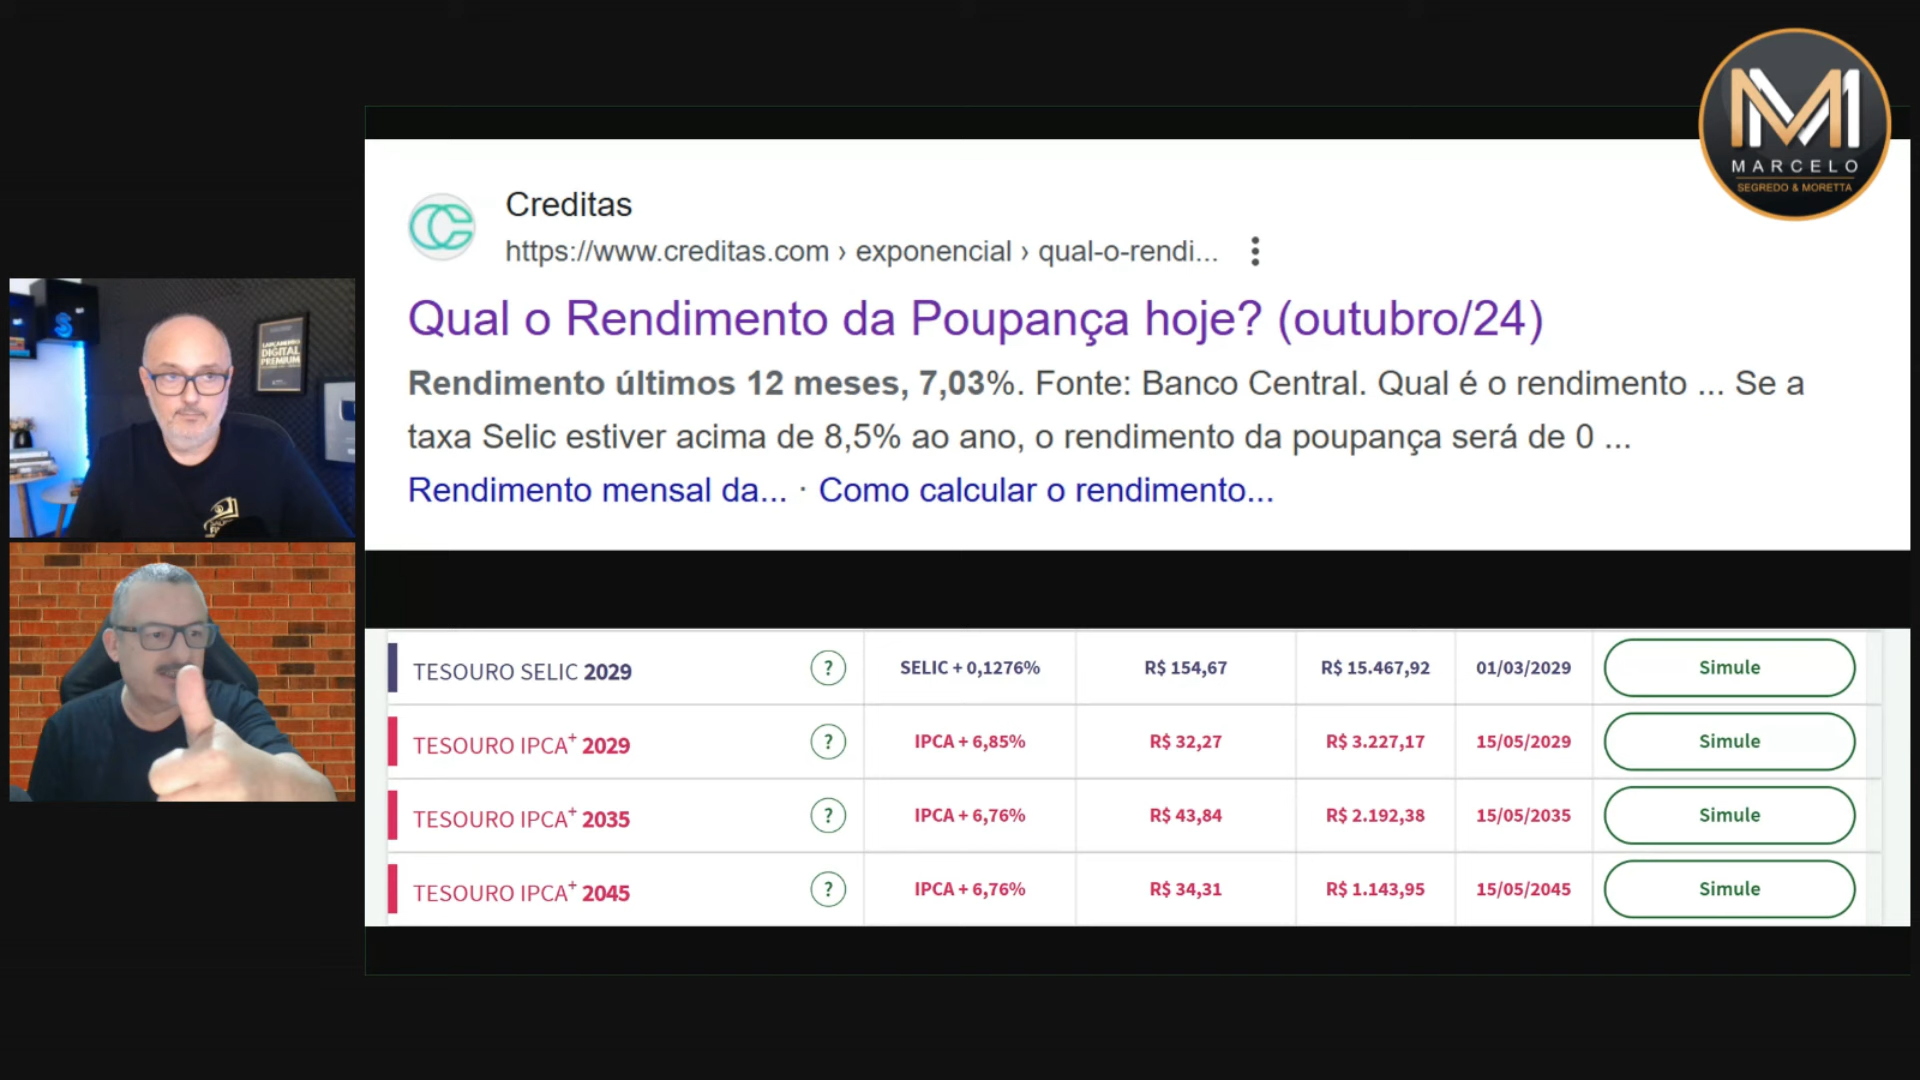 MARCELO
SEGREDO & MORETTA
Creditas
https://www.creditas.com › exponencial › qual-o-rendi...
Qual o Rendimento da Poupança hoje? (outubro/24)
Rendimento últimos 12 meses, 7,03%. Fonte: Banco Central. Qual é o rendimento ... Se a
taxa Selic estiver acima de 8,5% ao ano, o rendimento da poupança será de 0 ...
Rendimento mensal da... · Como calcular o rendimento...
LANÇAMENTO
DIGITAL
PREMIUM
TESOURO SELIC 2029 ? SELIC + 0,1276% R$ 154,67 R$ 15.467,92 01/03/2029 Simule
TESOURO IPCA+ 2029 ? IPCA + 6,85% R$ 32,27 R$ 3.227,17 15/05/2029 Simule
TESOURO IPCA+ 2035 ? IPCA + 6,76% R$ 43,84 R$ 2.192,38 15/05/2035 Simule
TESOURO IPCA+ 2045 ? IPCA + 6,76% R$ 34,31 R$ 1.143,95 15/05/2045 Simule